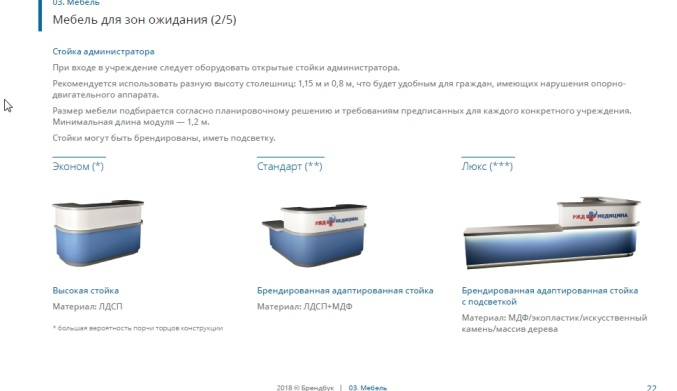 03. Мебель
Мебель для зон ожидания (2/5)
Стойка администратора
При входе в учреждение следует оборудовать открытые стойки администратора.
Рекомендуется использовать разную высоту столешниц: 1,15 м и 0,8 м, что будет удобным для граждан, имеющих нарушения опорно-
двигательного аппарата.
Размер мебели подбирается согласно планировочному решению и требованиям предписанных для каждого конкретного учреждения.
Минимальная длина модуля — 1,2 м.
Стойки могут быть брендированы, иметь подсветку.
Эконом (*)
Стандарт (**)
Люкс (***)
РЖД МЕДИЦИНА
РЖД МЕДИЦИНА
Высокая стойка
Материал: ЛДСП
* большая вероятность порчи торцов конструкции
Брендированная адаптированная стойка
Материал: ЛДСП+МДФ
Брендированная адаптированная стойка
с подсветкой
Материал: МДФ/экопластик/искусственный
камень/массив дерева
2018 © Брендбук | 03. Мебель
22